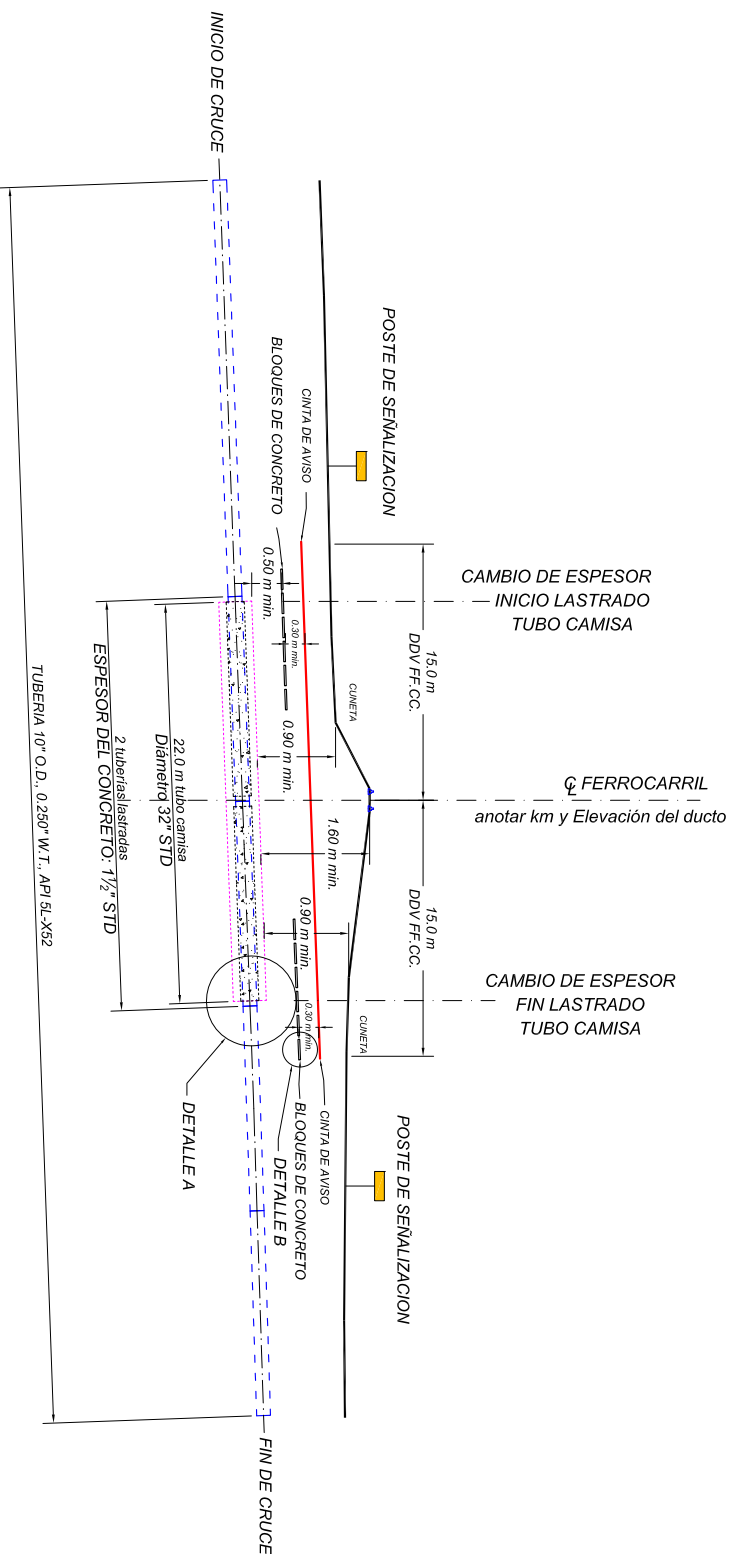 INICIO DE CRUCE
POSTE DE SEÑALIZACION
BLOQUES DE CONCRETO
CINTA DE AVISO
CAMBIO DE ESPESOR
INICIO LASTRADO
TUBO CAMISA
15.0 m
DDV FF.CC.
0.50 m min.
0.30 m min.
CUNETA
0.90 m min.
22.0 m tubo camisa
Diámetro 32" STD
2 tuberias lastradas
ESPESOR DEL CONCRETO: 1½" STD
TUBERIA 10" O.D., 0.250" W.T., API 5L-X52
℄ FERROCARRIL
anotar km y Elevación del ducto
1.60 m min.
15.0 m
DDV FF.CC.
0.90 m min.
0.30 m min.
CUNETA
CAMBIO DE ESPESOR
FIN LASTRADO
TUBO CAMISA
DETALLE A
DETALLE B
BLOQUES DE CONCRETO
CINTA DE AVISO
POSTE DE SEÑALIZACION
FIN DE CRUCE